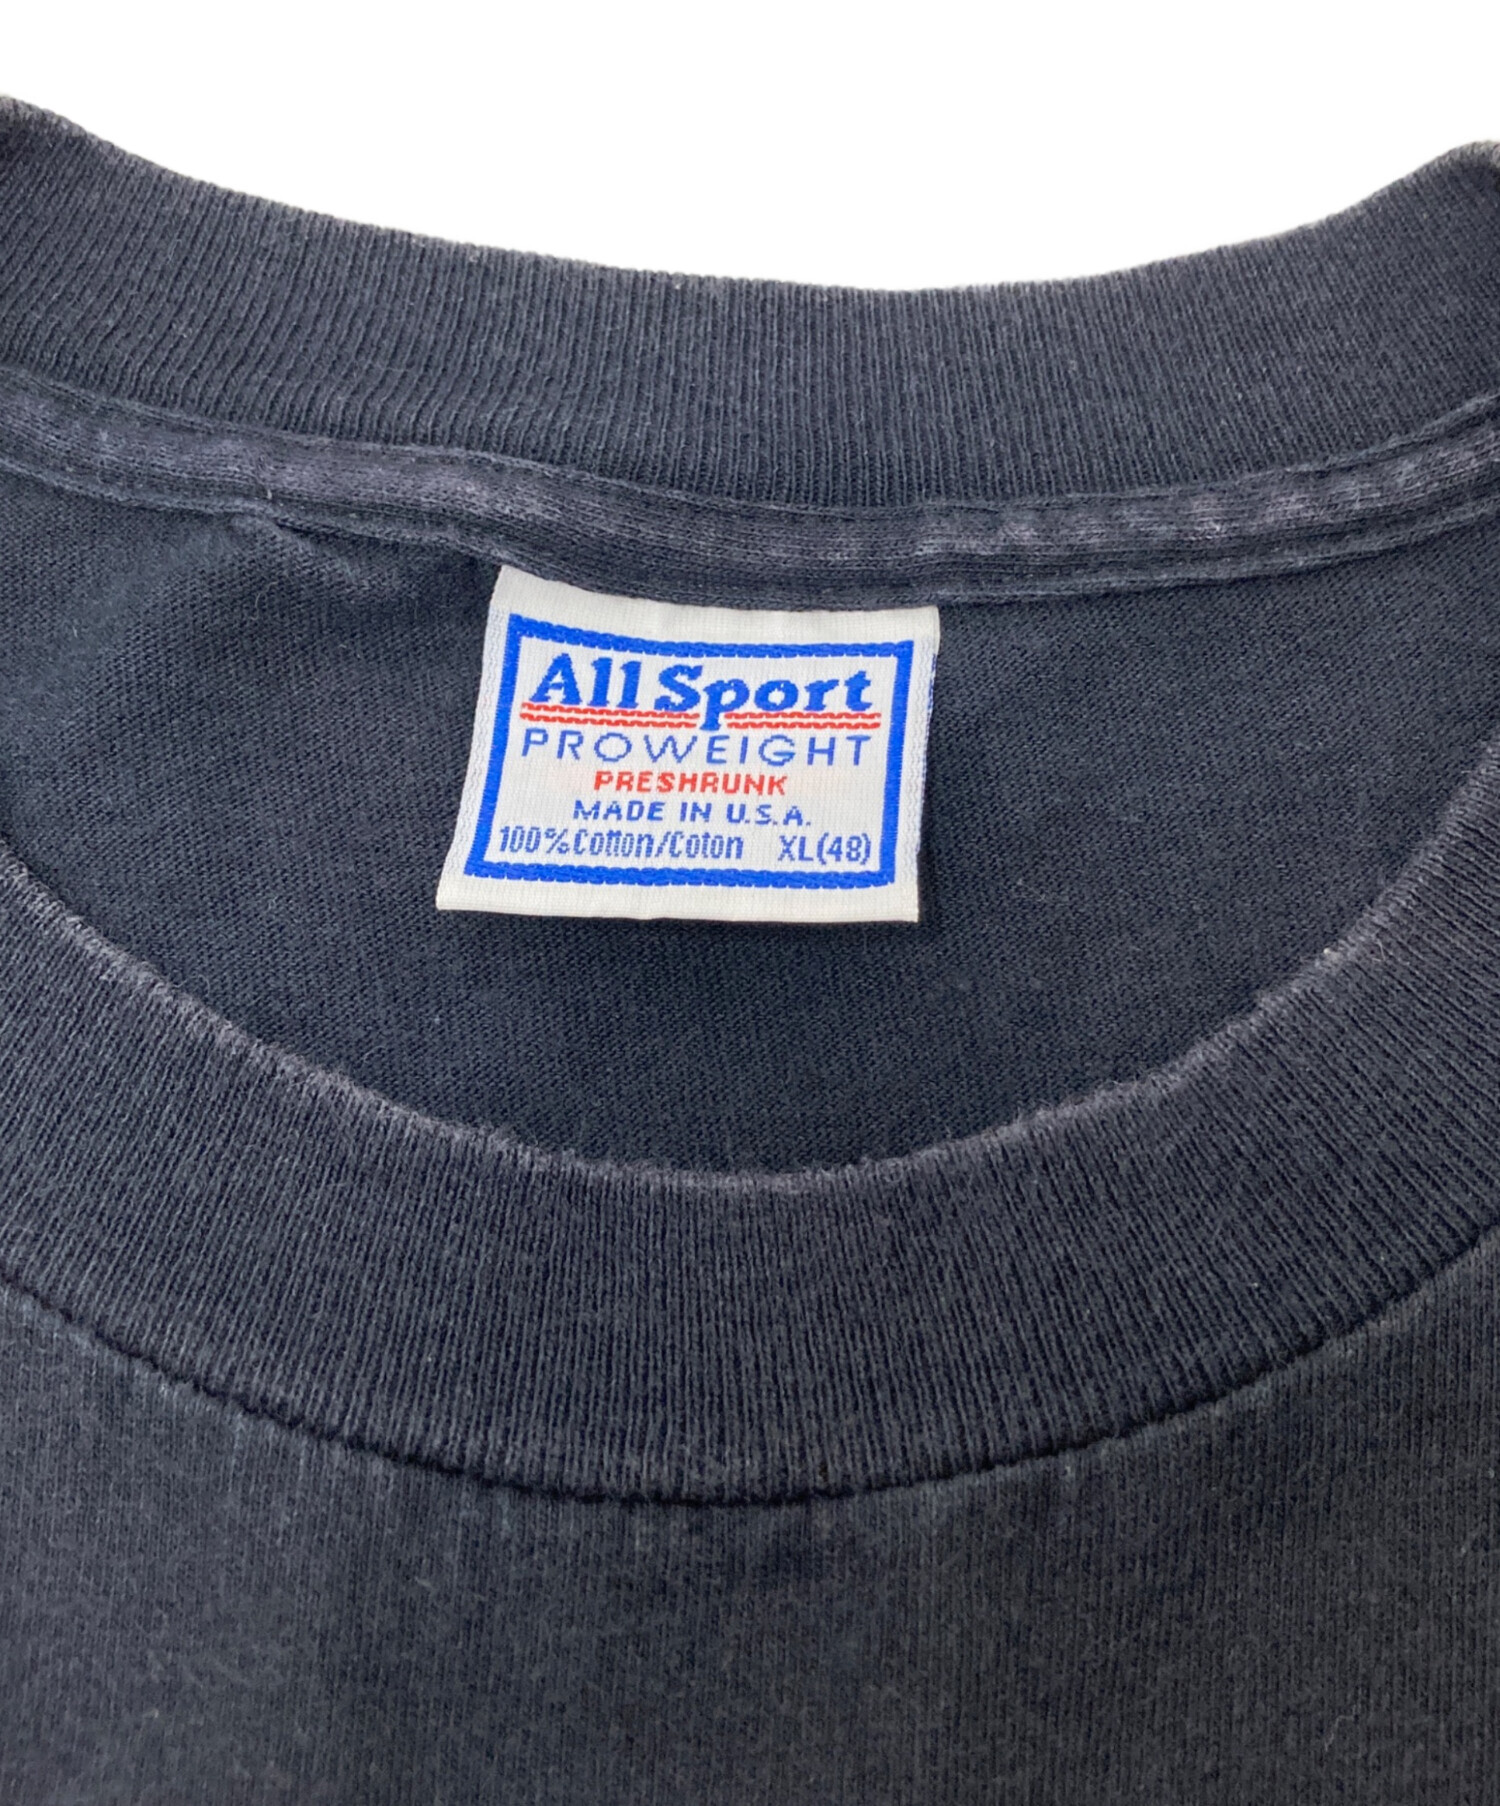 All Sport
PROWEIGHT
PRESHRUNK
MADE IN U.S.A.
100% Cotton/Coton XL(48)